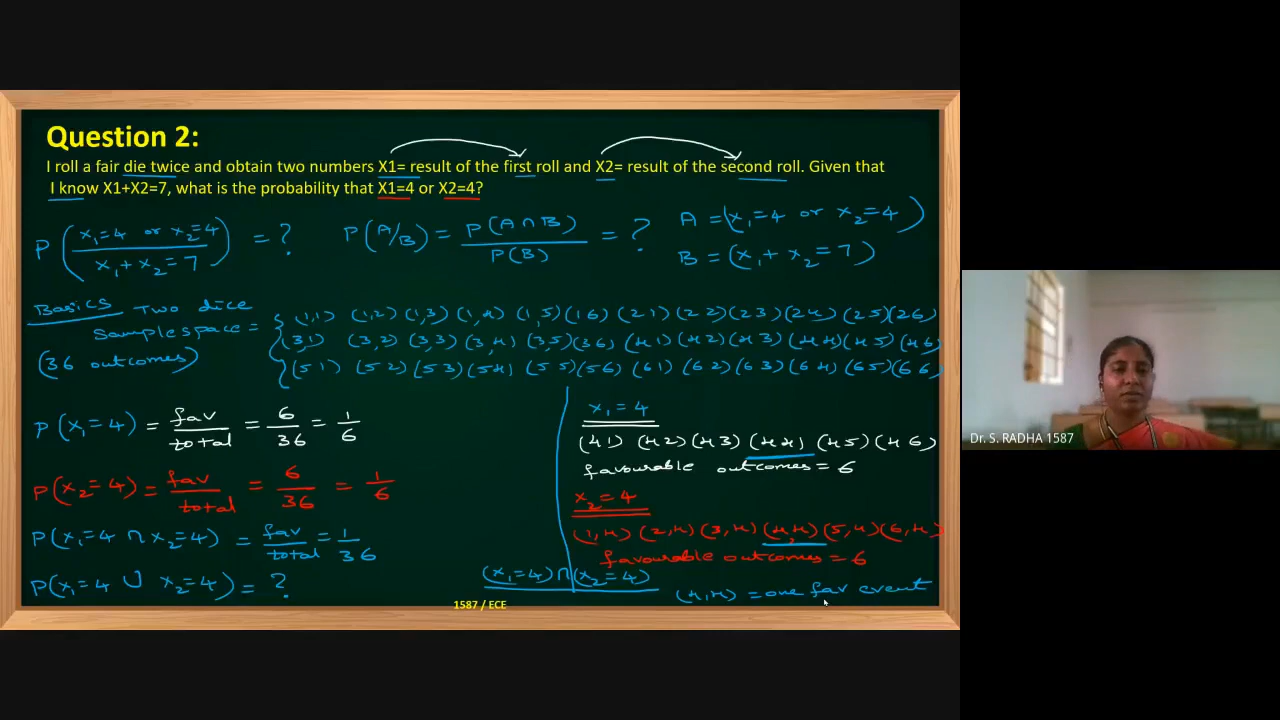 Question 2:
I roll a fair die twice and obtain two numbers X1= result of the first roll and X2= result of the second roll. Given that
I know X1+X2=7, what is the probability that X1=4 or X2=4?
P(x₁=4 or x₂=4 / x₁+x₂=7) = ?
P(A/B) = P(A∩B) / P(B) = ?
A = (x₁=4 or x₂=4)
B = (x₁+x₂=7)
Basics Two dice
Sample space =
(36 outcomes)
{(1,1) (1,2) (1,3) (1,4) (1,5) (1 6) (2 1) (2 2) (2 3) (2 4) (2 5) (2 6)
(3,1) (3,2) (3,3) (3,4) (3,5) (3 6) (4 1) (4 2) (4 3) (4 4) (4 5) (4 6)
(5 1) (5 2) (5 3) (5 4) (5 5) (5 6) (6 1) (6 2) (6 3) (6 4) (6 5) (6 6)
P(x₁=4) = fav/total = 6/36 = 1/6
P(x₂=4) = fav/total = 6/36 = 1/6
P(x₁=4 ∩ x₂=4) = fav/total = 1/36
P(x₁=4 ∪ x₂=4) = ?
x₁=4
(4 1) (4 2) (4 3) (4 4) (4 5) (4 6)
favourable outcomes = 6
x₂=4
(1,4) (2,4) (3,4) (4,4) (5,4) (6,4)
favourable outcomes = 6
(x₁=4)∩(x₂=4)
(4,4) = one fav event
1587 / ECE
Dr. S. RADHA 1587